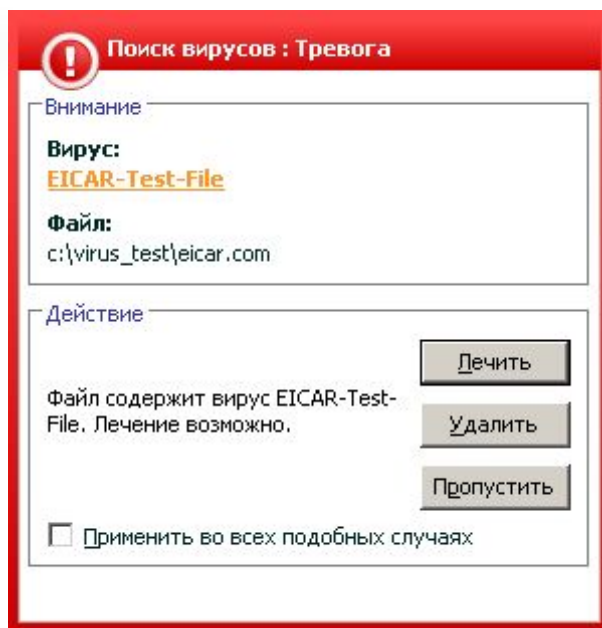 Поиск вирусов : Тревога
Внимание
Вирус:
EICAR-Test-File
Файл:
c:\virus_test\eicar.com
Действие
Файл содержит вирус EICAR-Test-
File. Лечение возможно.
Лечить
Удалить
Пропустить
Применить во всех подобных случаях